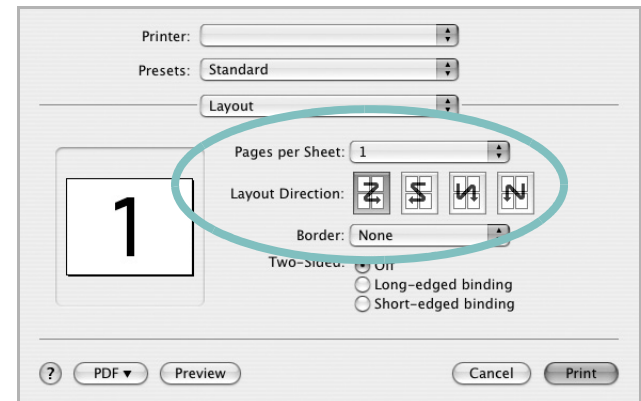 Printer:
Presets: Standard
Layout
Pages per Sheet: 1
Layout Direction:
Border: None
1
Two-Sided: Off
Long-edged binding
Short-edged binding
? PDF▼ Preview Cancel Print